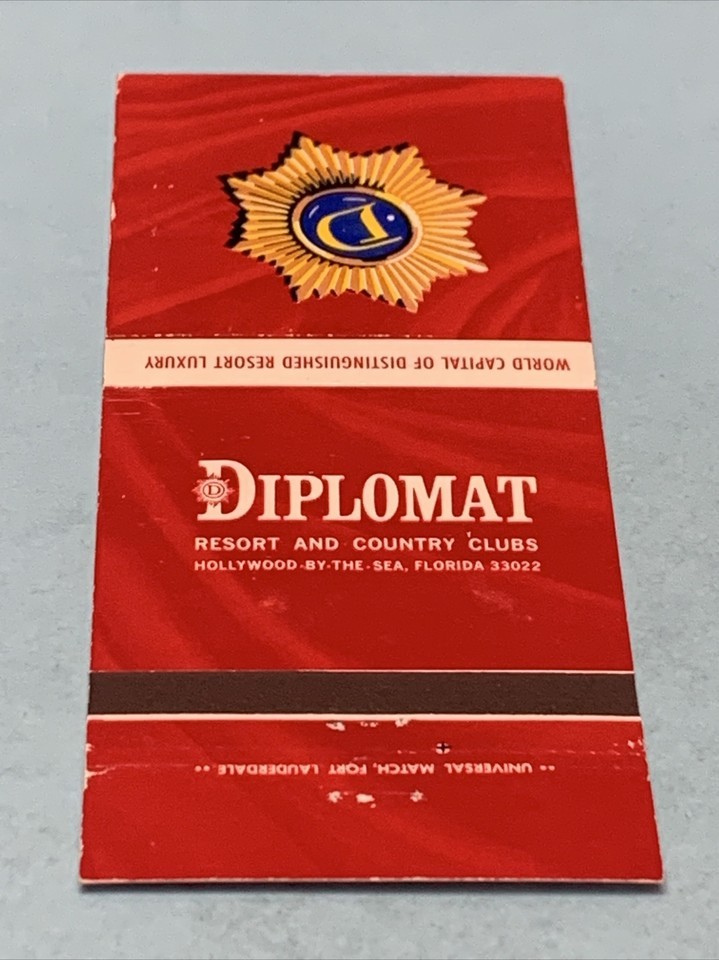 D
WORLD CAPITAL OF DISTINGUISHED RESORT LUXURY
D
DIPLOMAT
RESORT AND COUNTRY CLUBS
HOLLYWOOD-BY-THE-SEA, FLORIDA 33022
•• UNIVERSAL MATCH, FORT LAUDERDALE ••